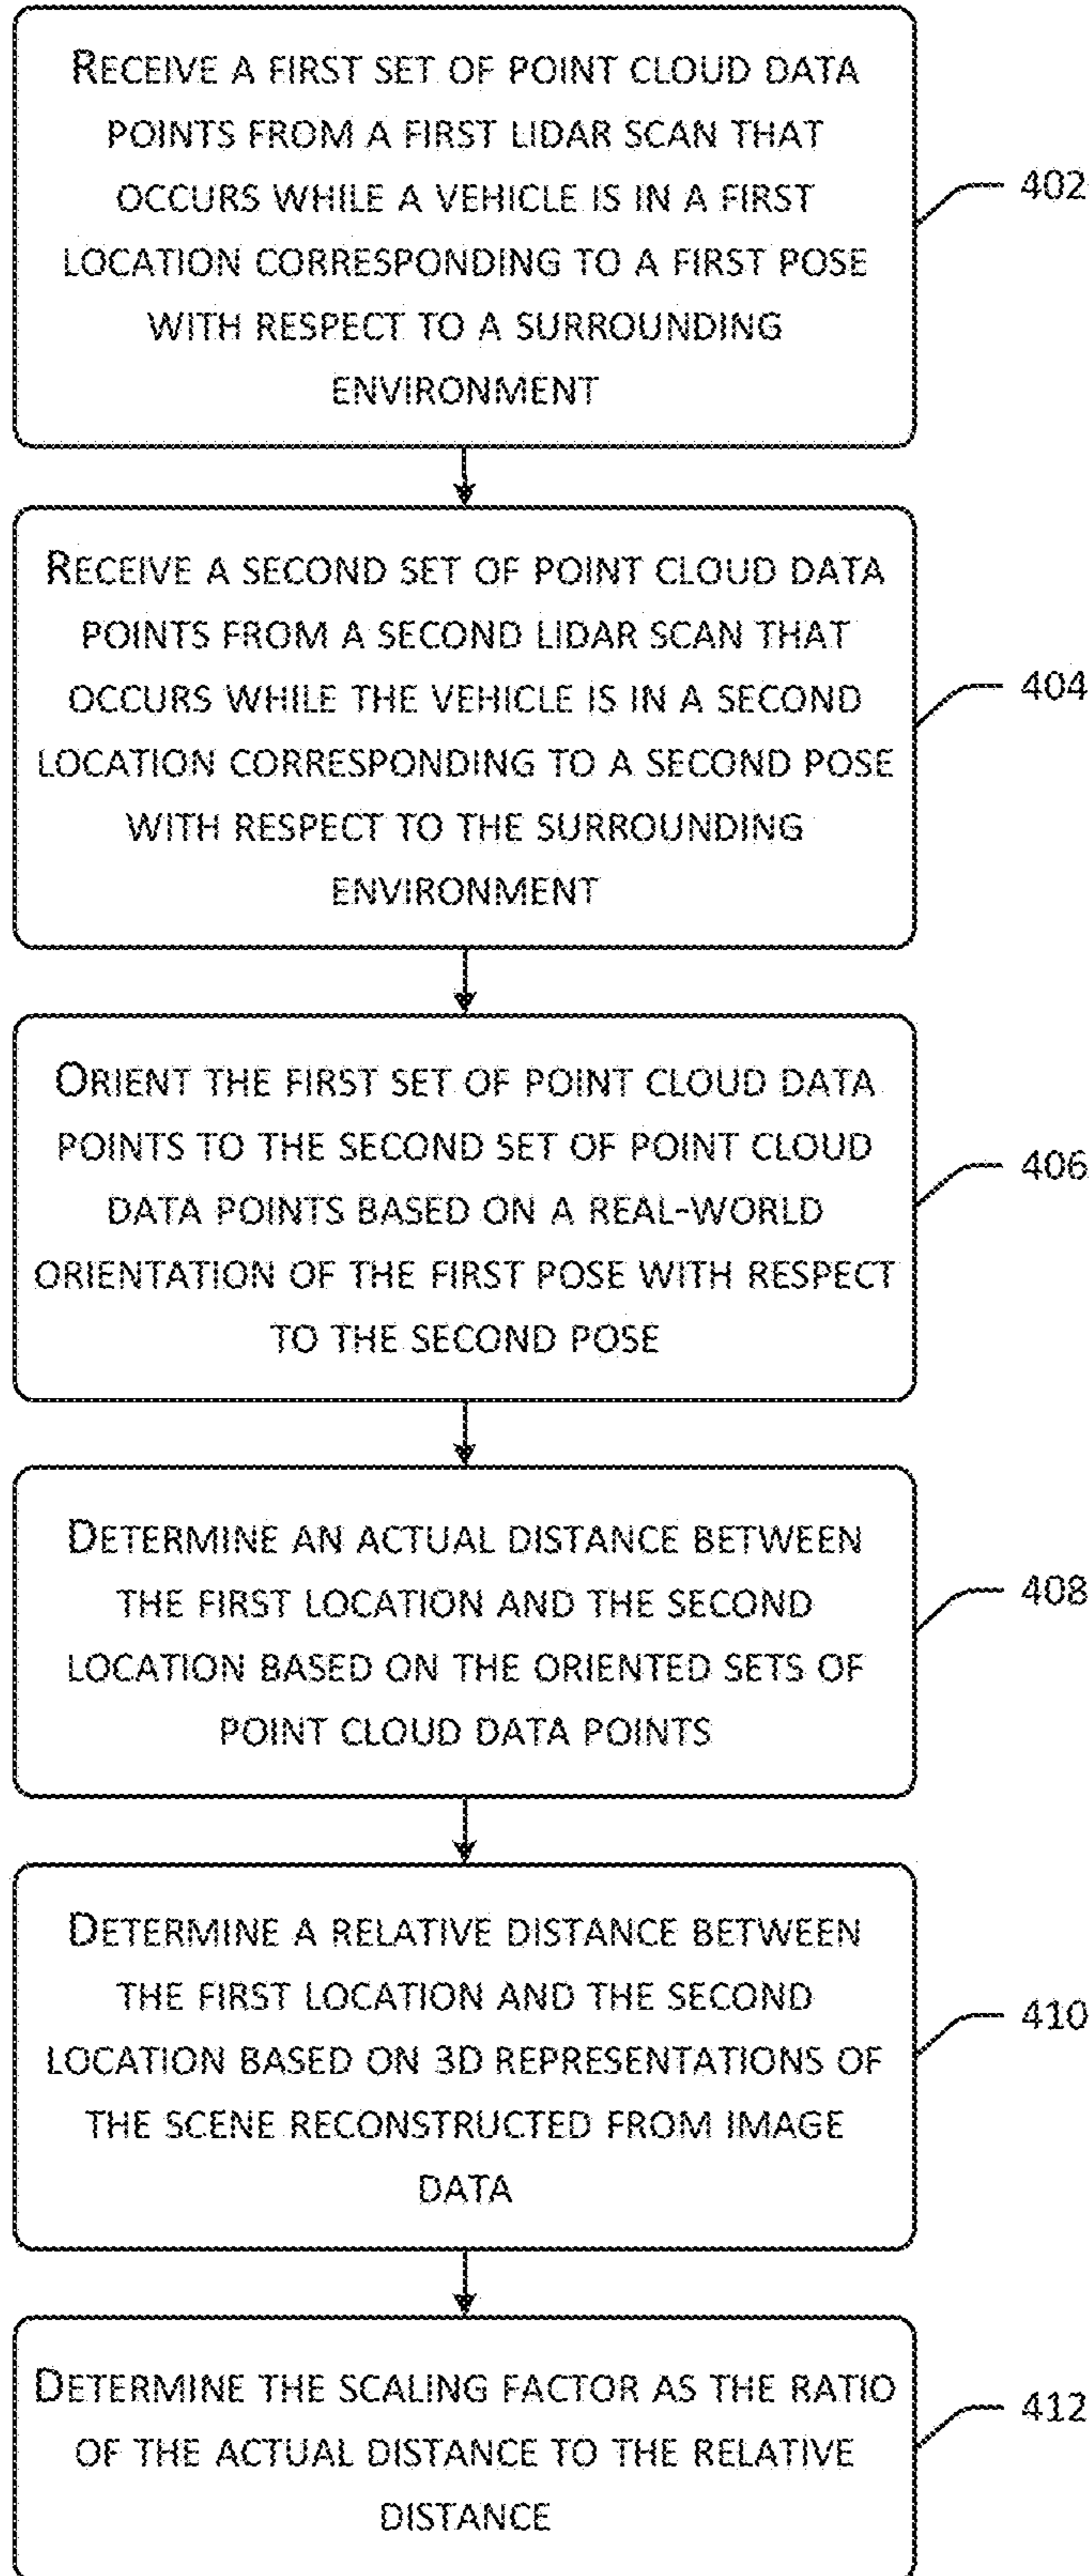 RECEIVE A FIRST SET OF POINT CLOUD DATA
POINTS FROM A FIRST LIDAR SCAN THAT
OCCURS WHILE A VEHICLE IS IN A FIRST
LOCATION CORRESPONDING TO A FIRST POSE
WITH RESPECT TO A SURROUNDING
ENVIRONMENT
402
RECEIVE A SECOND SET OF POINT CLOUD DATA
POINTS FROM A SECOND LIDAR SCAN THAT
OCCURS WHILE THE VEHICLE IS IN A SECOND
LOCATION CORRESPONDING TO A SECOND POSE
WITH RESPECT TO THE SURROUNDING
ENVIRONMENT
404
ORIENT THE FIRST SET OF POINT CLOUD DATA
POINTS TO THE SECOND SET OF POINT CLOUD
DATA POINTS BASED ON A REAL-WORLD
ORIENTATION OF THE FIRST POSE WITH RESPECT
TO THE SECOND POSE
406
DETERMINE AN ACTUAL DISTANCE BETWEEN
THE FIRST LOCATION AND THE SECOND
LOCATION BASED ON THE ORIENTED SETS OF
POINT CLOUD DATA POINTS
408
DETERMINE A RELATIVE DISTANCE BETWEEN
THE FIRST LOCATION AND THE SECOND
LOCATION BASED ON 3D REPRESENTATIONS OF
THE SCENE RECONSTRUCTED FROM IMAGE
DATA
410
DETERMINE THE SCALING FACTOR AS THE RATIO
OF THE ACTUAL DISTANCE TO THE RELATIVE
DISTANCE
412